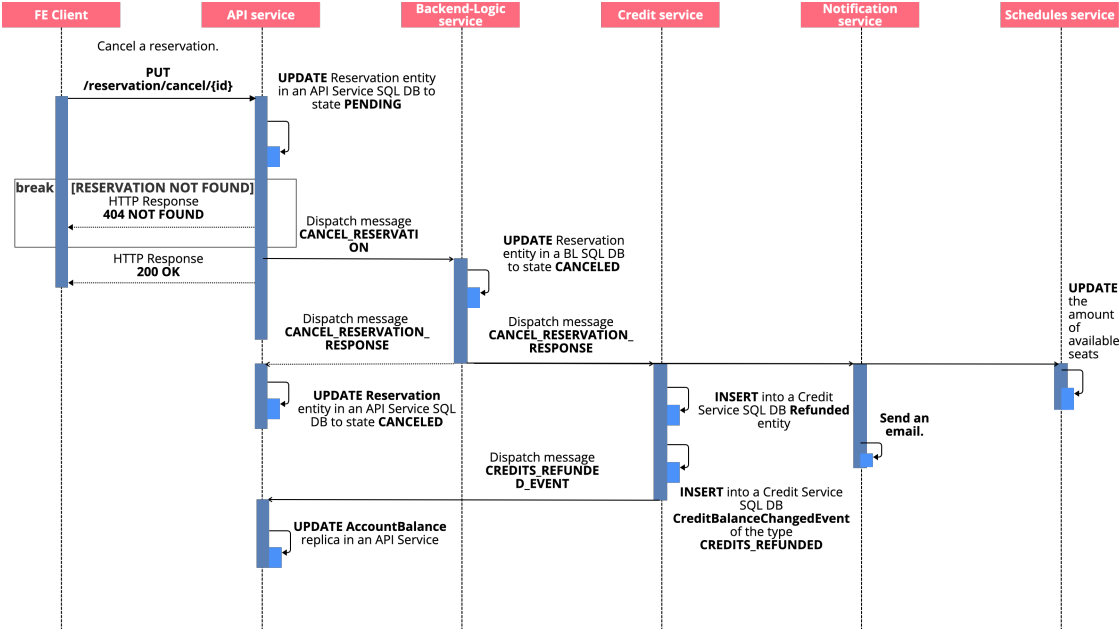 FE Client
API service
Backend-Logic
service
Credit service
Notification
service
Schedules service
Cancel a reservation.
PUT
/reservation/cancel/{id}
UPDATE Reservation entity
in an API Service SQL DB to
state PENDING
break
[RESERVATION NOT FOUND]
HTTP Response
404 NOT FOUND
Dispatch message
CANCEL_RESERVATI
ON
HTTP Response
200 OK
UPDATE Reservation
entity in a BL SQL DB
to state CANCELED
UPDATE
the
amount
of
available
seats
Dispatch message
CANCEL_RESERVATION_
RESPONSE
Dispatch message
CANCEL_RESERVATION_
RESPONSE
UPDATE Reservation
entity in an API Service SQL
DB to state CANCELED
INSERT into a Credit
Service SQL DB Refunded
entity
Send an
email.
Dispatch message
CREDITS_REFUNDE
D_EVENT
INSERT into a Credit Service
SQL DB
CreditBalanceChangedEvent
of the type
CREDITS_REFUNDED
UPDATE AccountBalance
replica in an API Service